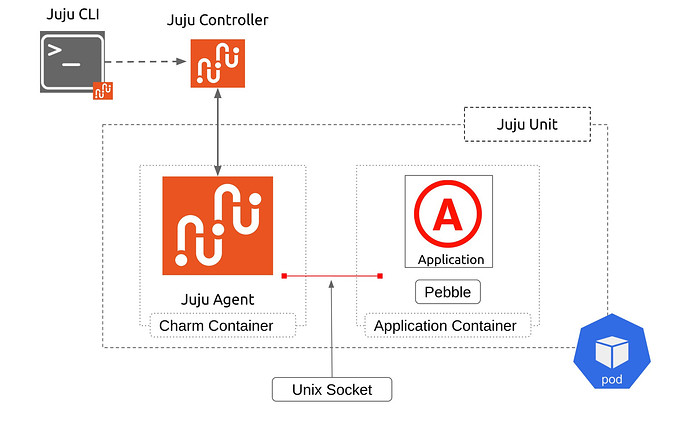 Juju CLI
Juju Controller
>_
Juju Unit
A
Application
Pebble
Juju Agent
Charm Container
Application Container
pod
Unix Socket